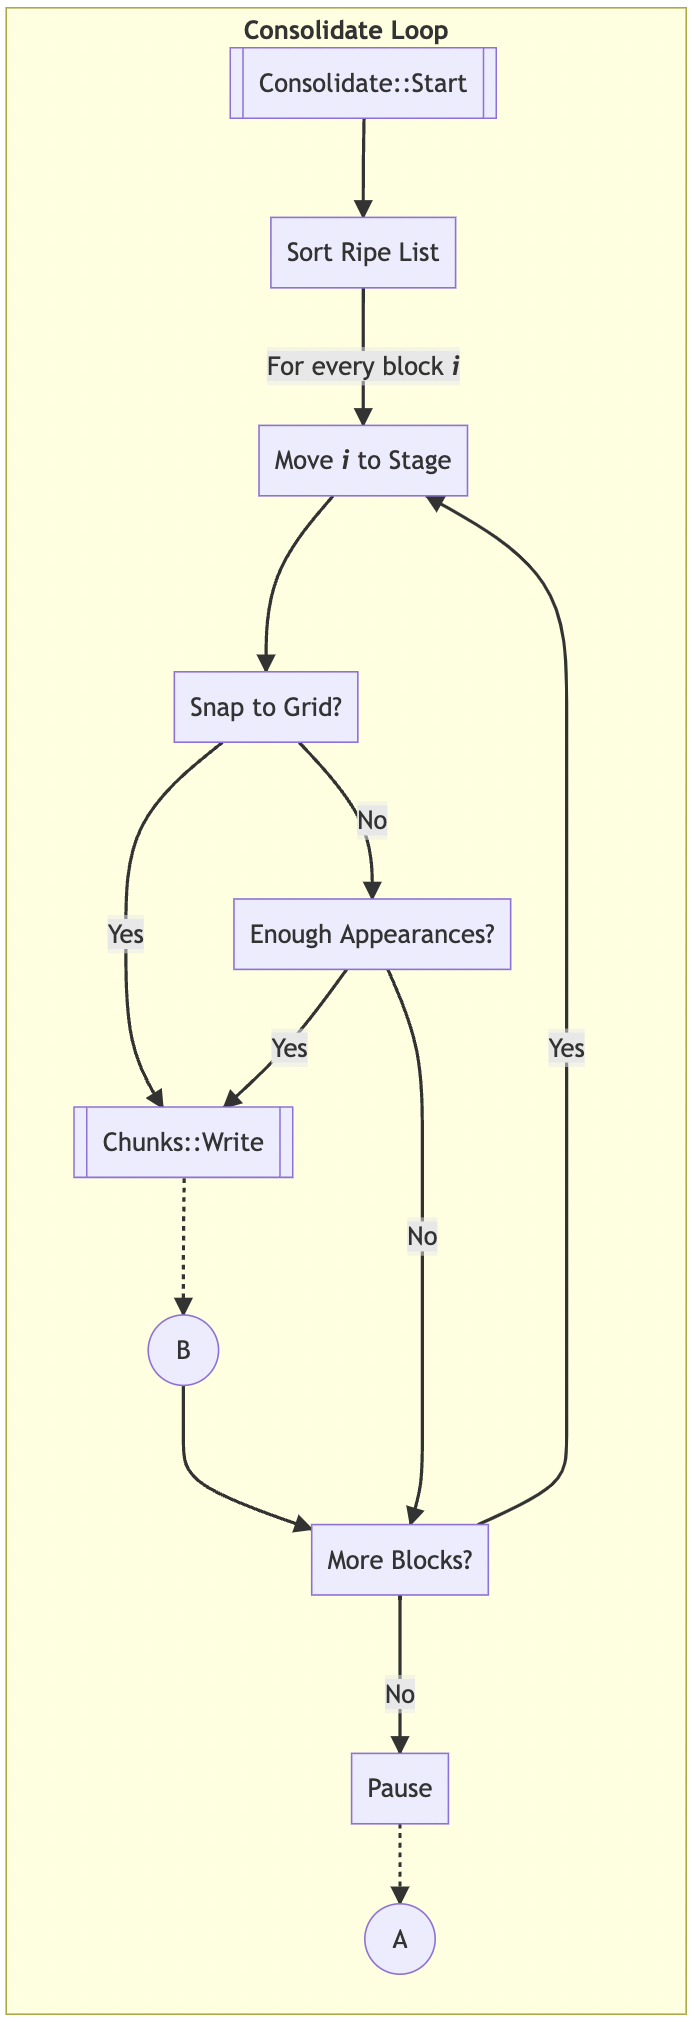 Consolidate Loop
Consolidate::Start
Sort Ripe List
For every block i
Move i to Stage
Snap to Grid?
No
Yes
Enough Appearances?
Yes
Yes
Chunks::Write
No
B
More Blocks?
No
Pause
A